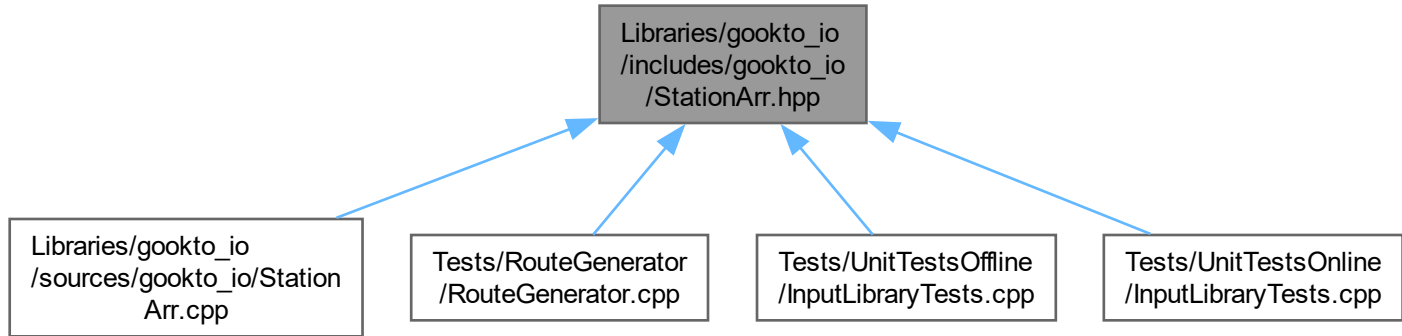 Libraries/gookto_io
/includes/gookto_io
/StationArr.hpp
Libraries/gookto_io
/sources/gookto_io/Station
Arr.cpp
Tests/RouteGenerator
/RouteGenerator.cpp
Tests/UnitTestsOffline
/InputLibraryTests.cpp
Tests/UnitTestsOnline
/InputLibraryTests.cpp